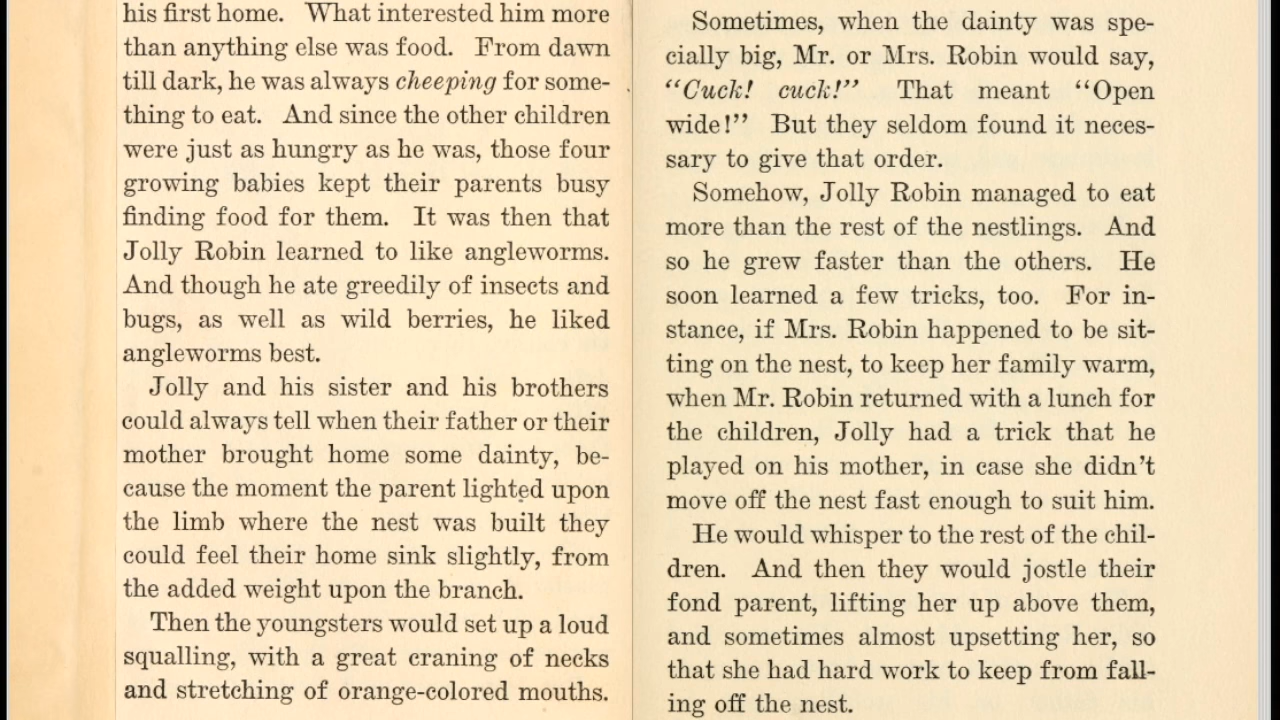 his first home. What interested him more
than anything else was food. From dawn
till dark, he was always cheeping for some-
thing to eat. And since the other children
were just as hungry as he was, those four
growing babies kept their parents busy
finding food for them. It was then that
Jolly Robin learned to like angleworms.
And though he ate greedily of insects and
bugs, as well as wild berries, he liked
angleworms best.
Jolly and his sister and his brothers
could always tell when their father or their
mother brought home some dainty, be-
cause the moment the parent lighted upon
the limb where the nest was built they
could feel their home sink slightly, from
the added weight upon the branch.
Then the youngsters would set up a loud
squalling, with a great craning of necks
and stretching of orange-colored mouths.
Sometimes, when the dainty was spe-
cially big, Mr. or Mrs. Robin would say,
“Cuck! cuck!” That meant “Open
wide!” But they seldom found it neces-
sary to give that order.
Somehow, Jolly Robin managed to eat
more than the rest of the nestlings. And
so he grew faster than the others. He
soon learned a few tricks, too. For in-
stance, if Mrs. Robin happened to be sit-
ting on the nest, to keep her family warm,
when Mr. Robin returned with a lunch for
the children, Jolly had a trick that he
played on his mother, in case she didn’t
move off the nest fast enough to suit him.
He would whisper to the rest of the chil-
dren. And then they would jostle their
fond parent, lifting her up above them,
and sometimes almost upsetting her, so
that she had hard work to keep from fall-
ing off the nest.